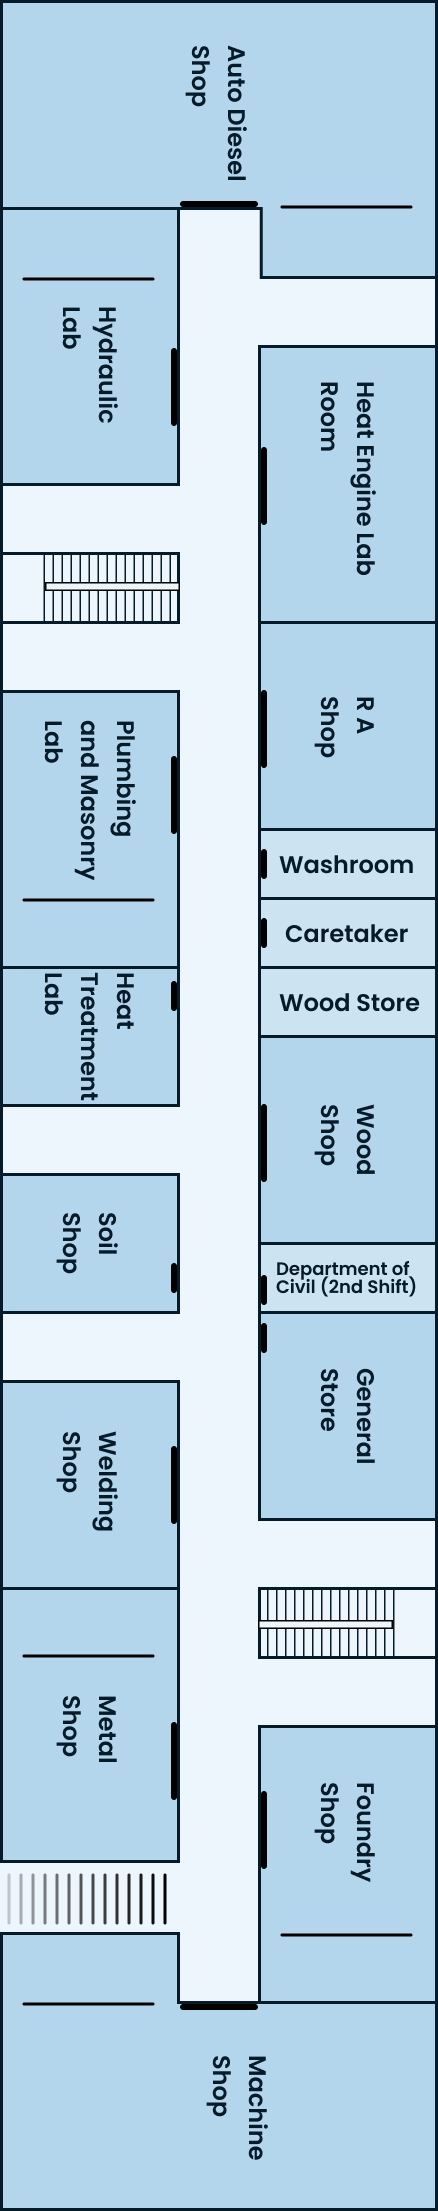 Auto Diesel
Shop
Hydraulic
Lab
Heat Engine Lab
Room
R A
Shop
Plumbing
and Masonry
Lab
Washroom
Caretaker
Heat
Treatment
Lab
Wood Store
Wood
Shop
Soil
Shop
Department of
Civil (2nd Shift)
General
Store
Welding
Shop
Metal
Shop
Foundry
Shop
Machine
Shop